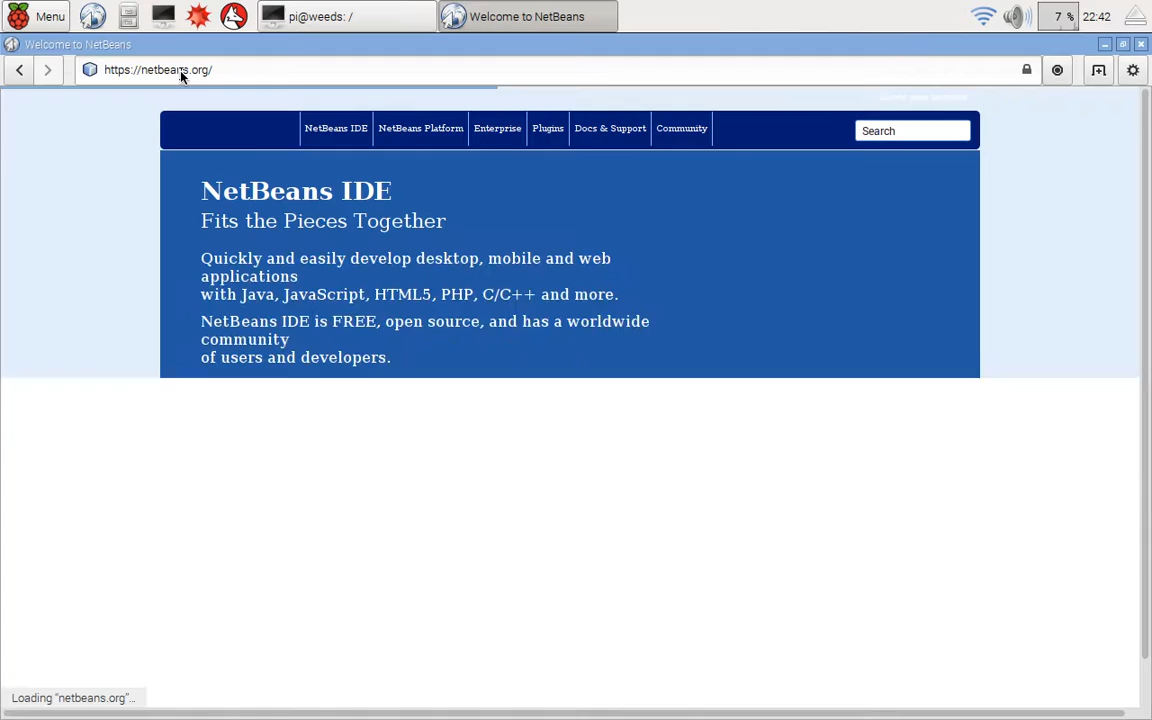 Menu
pi@weeds: /
Welcome to NetBeans
7 %
22:42
Welcome to NetBeans
https://netbeans.org/
NetBeans IDE
NetBeans Platform
Enterprise
Plugins
Docs & Support
Community
Search
NetBeans IDE
Fits the Pieces Together
Quickly and easily develop desktop, mobile and web
applications
with Java, JavaScript, HTML5, PHP, C/C++ and more.
NetBeans IDE is FREE, open source, and has a worldwide
community
of users and developers.
Loading "netbeans.org"...